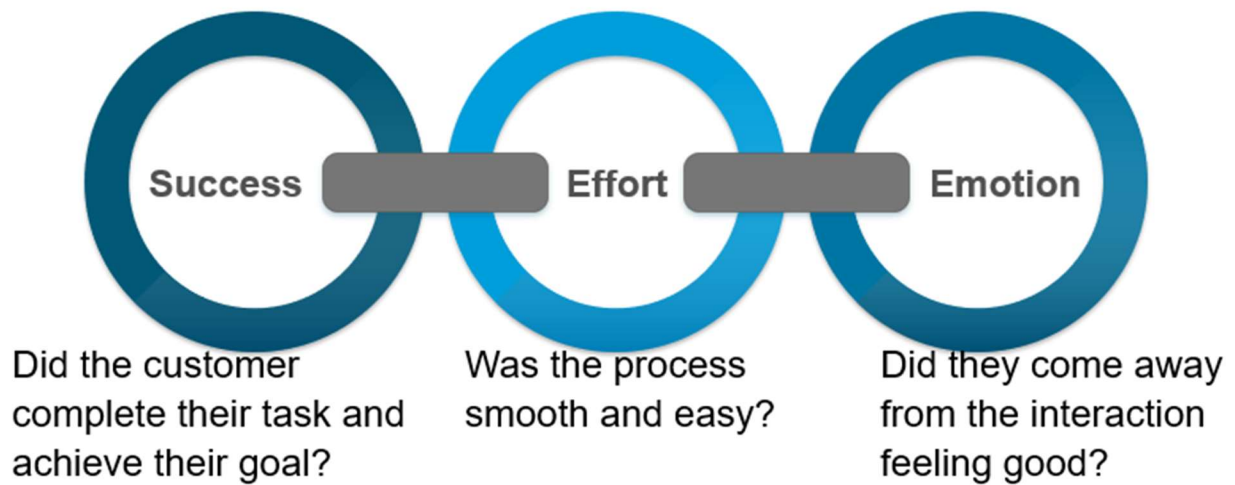 Success
Effort
Emotion
Did the customer
complete their task and
achieve their goal?
Was the process
smooth and easy?
Did they come away
from the interaction
feeling good?